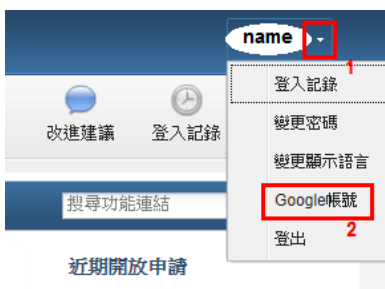 name
1
登入記錄
變更密碼
變更顯示語言
Google帳號
2
登出
改進建議
登入記錄
搜尋功能連結
近期開放申請